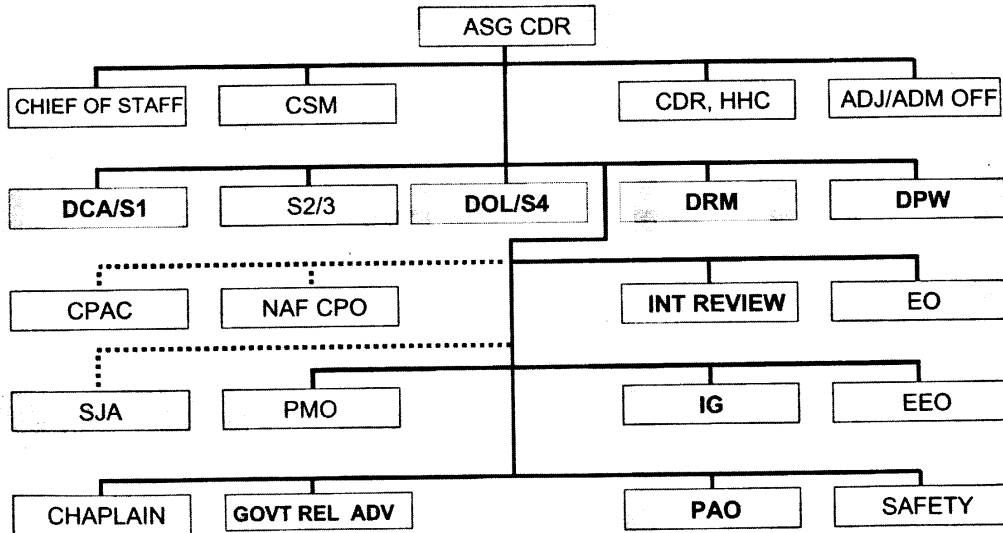 ASG CDR
CHIEF OF STAFF
CSM
CDR, HHC
ADJ/ADM OFF
DCA/S1
S2/3
DOL/S4
DRM
DPW
CPAC
NAF CPO
INT REVIEW
EO
SJA
PMO
IG
EEO
CHAPLAIN
GOVT REL ADV
PAO
SAFETY